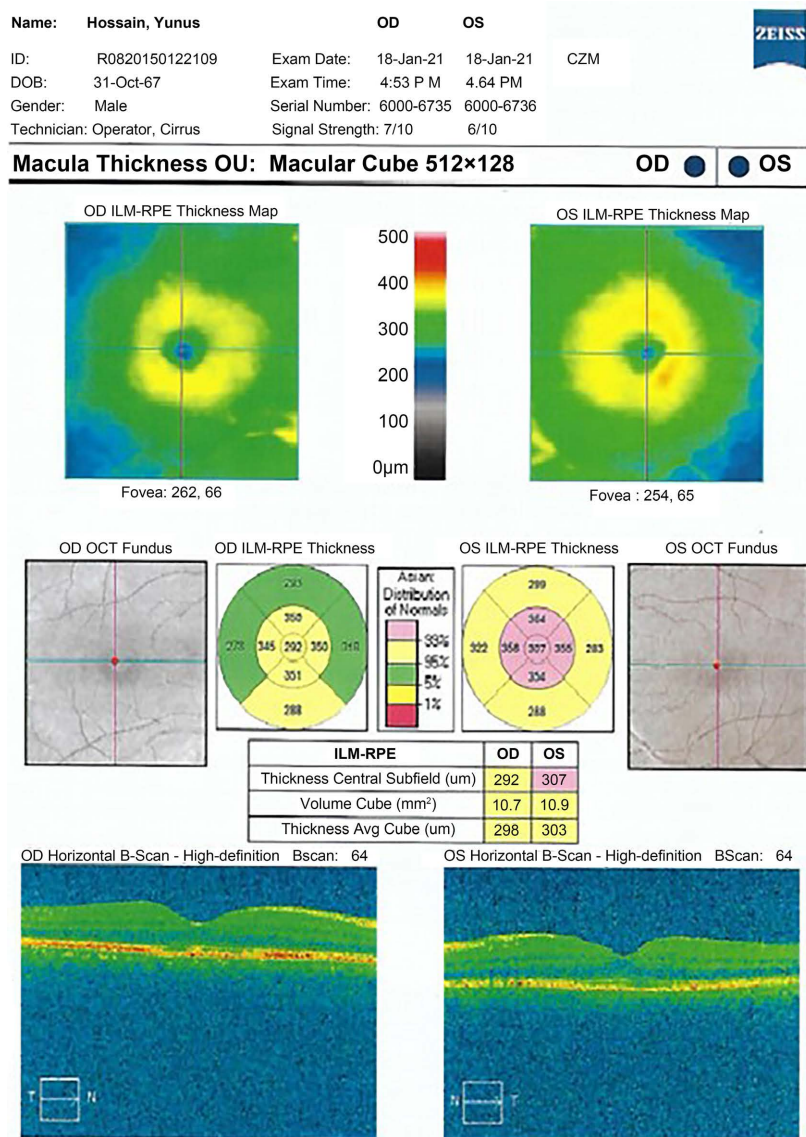 Name: Hossain, Yunus OD OS
ZEISS
ID: R0820150122109 Exam Date: 18-Jan-21 18-Jan-21 CZM
DOB: 31-Oct-67 Exam Time: 4:53 P M 4.64 PM
Gender: Male Serial Number: 6000-6735 6000-6736
Technician: Operator, Cirrus Signal Strength: 7/10 6/10
Macula Thickness OU: Macular Cube 512×128 OD OS
OD ILM-RPE Thickness Map OS ILM-RPE Thickness Map
500
400
300
200
100
0µm
Fovea: 262, 66 Fovea : 254, 65
OD OCT Fundus OD ILM-RPE Thickness OS ILM-RPE Thickness OS OCT Fundus
Asian:
Distribution
of Normals
99%
95%
5%
1%
350
345 292 350
288
299
364
322 358 307 355 283
288
ILM-RPE OD OS
Thickness Central Subfield (um) 292 307
Volume Cube (mm²) 10.7 10.9
Thickness Avg Cube (um) 298 303
OD Horizontal B-Scan - High-definition Bscan: 64 OS Horizontal B-Scan - High-definition BScan: 64
T N N T